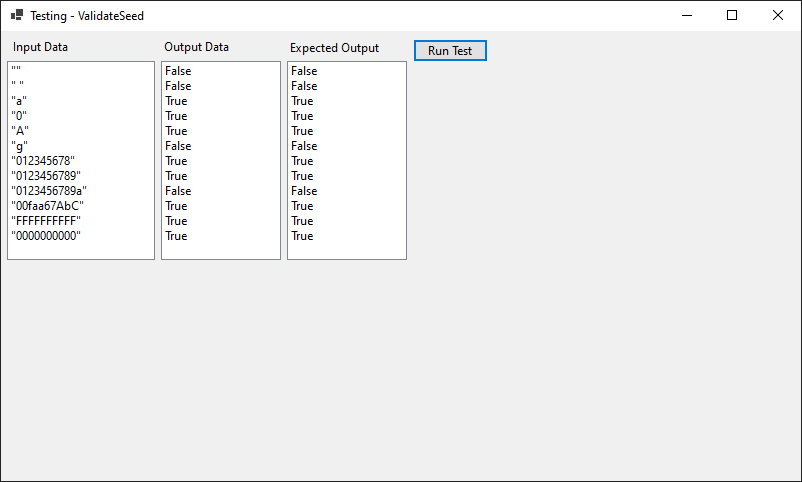 Testing - ValidateSeed
Input Data Output Data Expected Output Run Test
"" False False
" " False False
"a" True True
"0" True True
"A" True True
"g" False False
"012345678" True True
"0123456789" True True
"0123456789a" False False
"00faa67AbC" True True
"FFFFFFFFFF" True True
"0000000000" True True